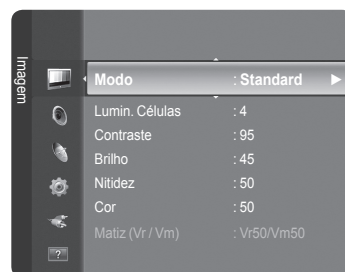 Imagem
Modo : Standard
Lumin. Células : 4
Contraste : 95
Brilho : 45
Nitidez : 50
Cor : 50
Matiz (Vr / Vm) : Vr50/Vm50
?